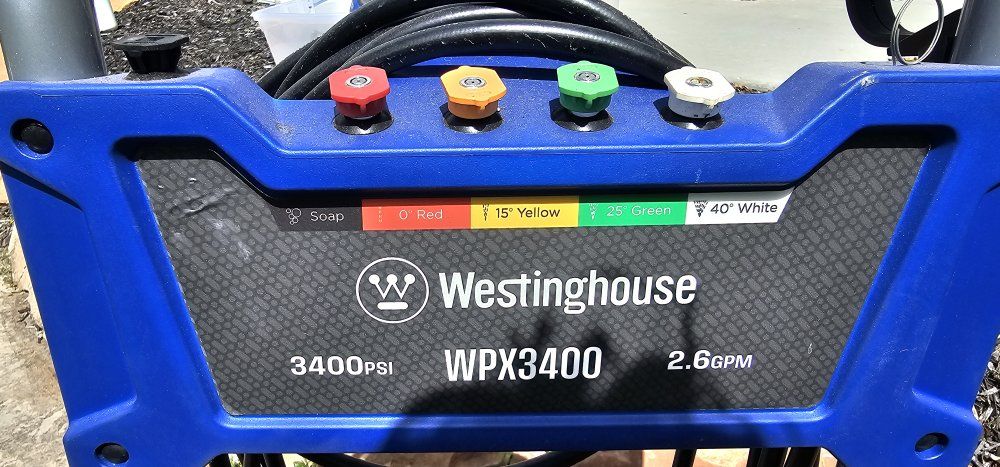 Soap 0° Red 15° Yellow 25° Green 40° White
Westinghouse
3400PSI WPX3400 2.6GPM